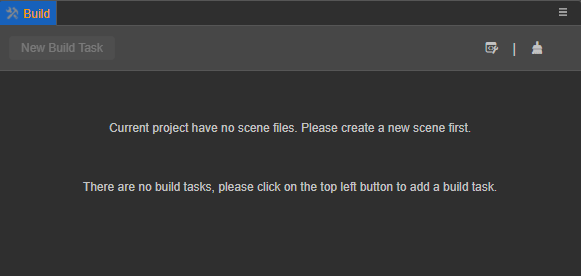 Build
New Build Task
Current project have no scene files. Please create a new scene first.
There are no build tasks, please click on the top left button to add a build task.